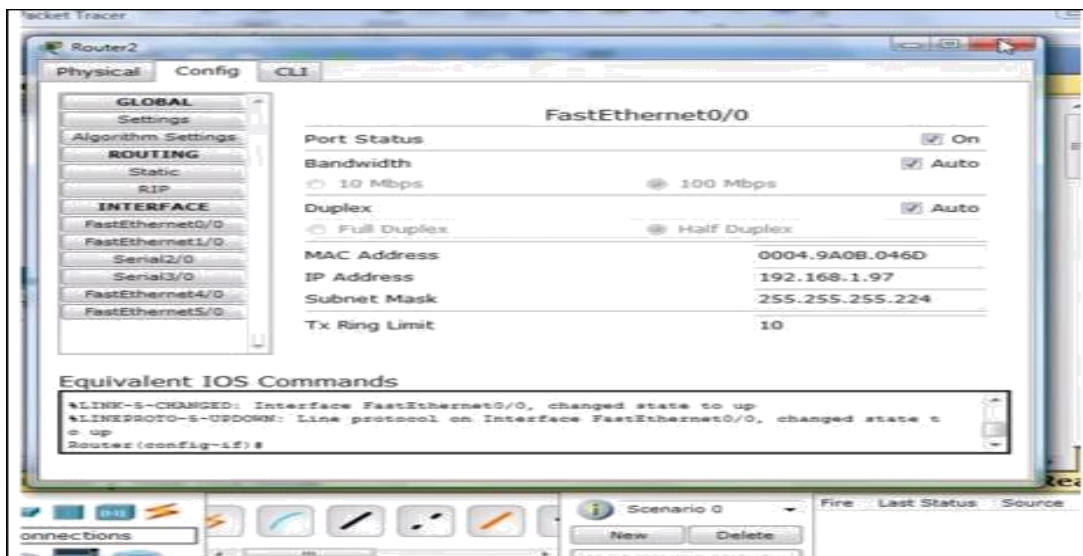 Packet Tracer
Router2
Physical Config CLI
GLOBAL
Settings
Algorithm Settings
ROUTING
Static
RIP
INTERFACE
FastEthernet0/0
FastEthernet1/0
Serial2/0
Serial3/0
FastEthernet4/0
FastEthernet5/0
FastEthernet0/0
Port Status On
Bandwidth Auto
10 Mbps 100 Mbps
Duplex Auto
Full Duplex Half Duplex
MAC Address 0004.9A0B.046D
IP Address 192.168.1.97
Subnet Mask 255.255.255.224
Tx Ring Limit 10
Equivalent IOS Commands
%LINK-5-CHANGED: Interface FastEthernet0/0, changed state to up
%LINEPROTO-5-UPDOWN: Line protocol on Interface FastEthernet0/0, changed state t
o up
Router(config-if)#
onnections
Scenario 0
New Delete
Fire Last Status Source
Rea